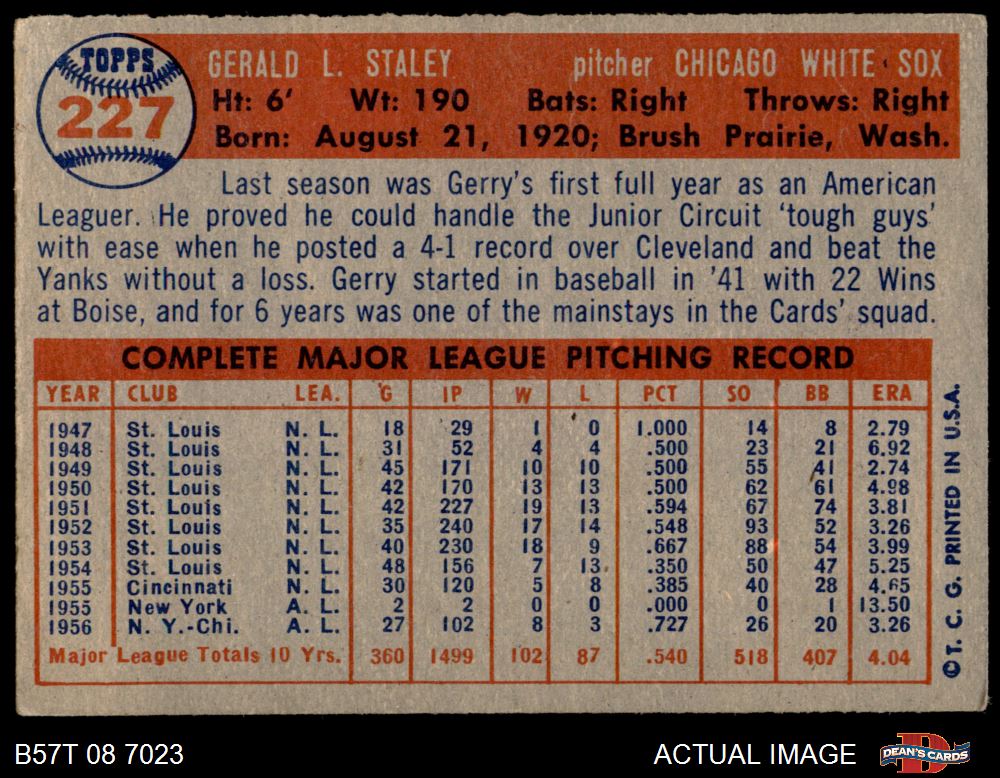 TOPPS
227
GERALD L. STALEY pitcher CHICAGO WHITE SOX
Ht: 6' Wt: 190 Bats: Right Throws: Right
Born: August 21, 1920; Brush Prairie, Wash.
Last season was Gerry's first full year as an American
Leaguer. He proved he could handle the Junior Circuit 'tough guys'
with ease when he posted a 4-1 record over Cleveland and beat the
Yanks without a loss. Gerry started in baseball in '41 with 22 Wins
at Boise, and for 6 years was one of the mainstays in the Cards' squad.
COMPLETE MAJOR LEAGUE PITCHING RECORD
YEAR CLUB LEA. G IP W L PCT SO BB ERA
1947 St. Louis N. L. 18 29 1 0 1.000 14 8 2.79
1948 St. Louis N. L. 31 52 4 4 .500 23 21 6.92
1949 St. Louis N. L. 45 171 10 10 .500 55 41 2.74
1950 St. Louis N. L. 42 170 13 13 .500 62 61 4.98
1951 St. Louis N. L. 42 227 19 13 .594 67 74 3.81
1952 St. Louis N. L. 35 240 17 14 .548 93 52 3.26
1953 St. Louis N. L. 40 230 18 9 .667 88 54 3.99
1954 St. Louis N. L. 48 156 7 13 .350 50 47 5.25
1955 Cincinnati N. L. 30 120 5 8 .385 40 28 4.65
1955 New York A. L. 2 2 0 0 .000 0 1 13.50
1956 N. Y.-Chi. A. L. 27 102 8 3 .727 26 20 3.26
Major League Totals 10 Yrs. 360 1499 102 87 .540 518 407 4.04
©T. C. G. PRINTED IN U.S.A.
B57T 08 7023 ACTUAL IMAGE
DEAN'S CARDS